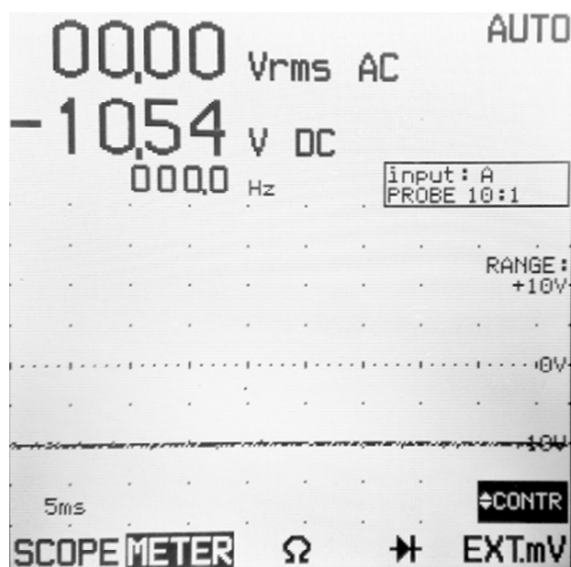 AUTO
00.00 Vrms AC
-10.54 V DC
000.0 Hz
input: A
PROBE 10:1
RANGE:
+10V
0V
-10V
5ms
CONTR
SCOPE METER Ω EXT.mV